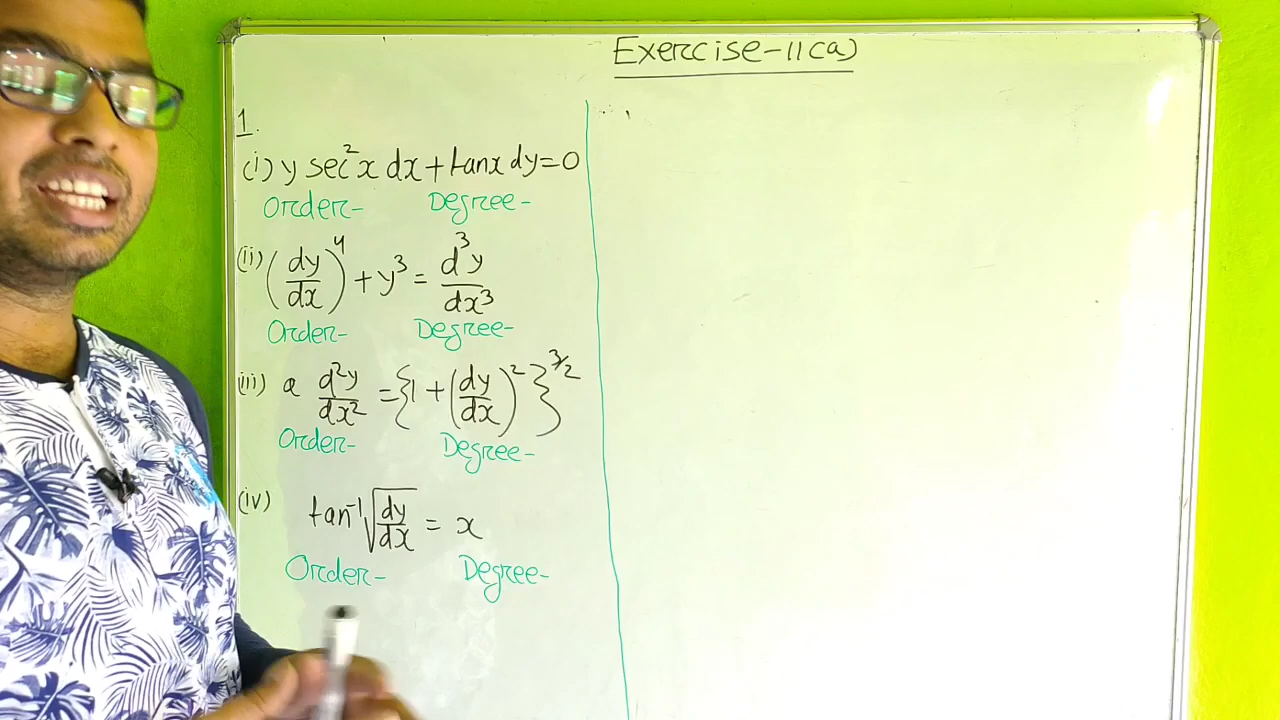 Exercise-11(a)
1.
(i) y sec²x dx + tanx dy = 0
Order- Degree-
(ii) (dy/dx)⁴ + y³ = d³y/dx³
Order- Degree-
(iii) a d²y/dx² = {1 + (dy/dx)²}^3/2
Order- Degree-
(iv) tan⁻¹√(dy/dx) = x
Order- Degree-